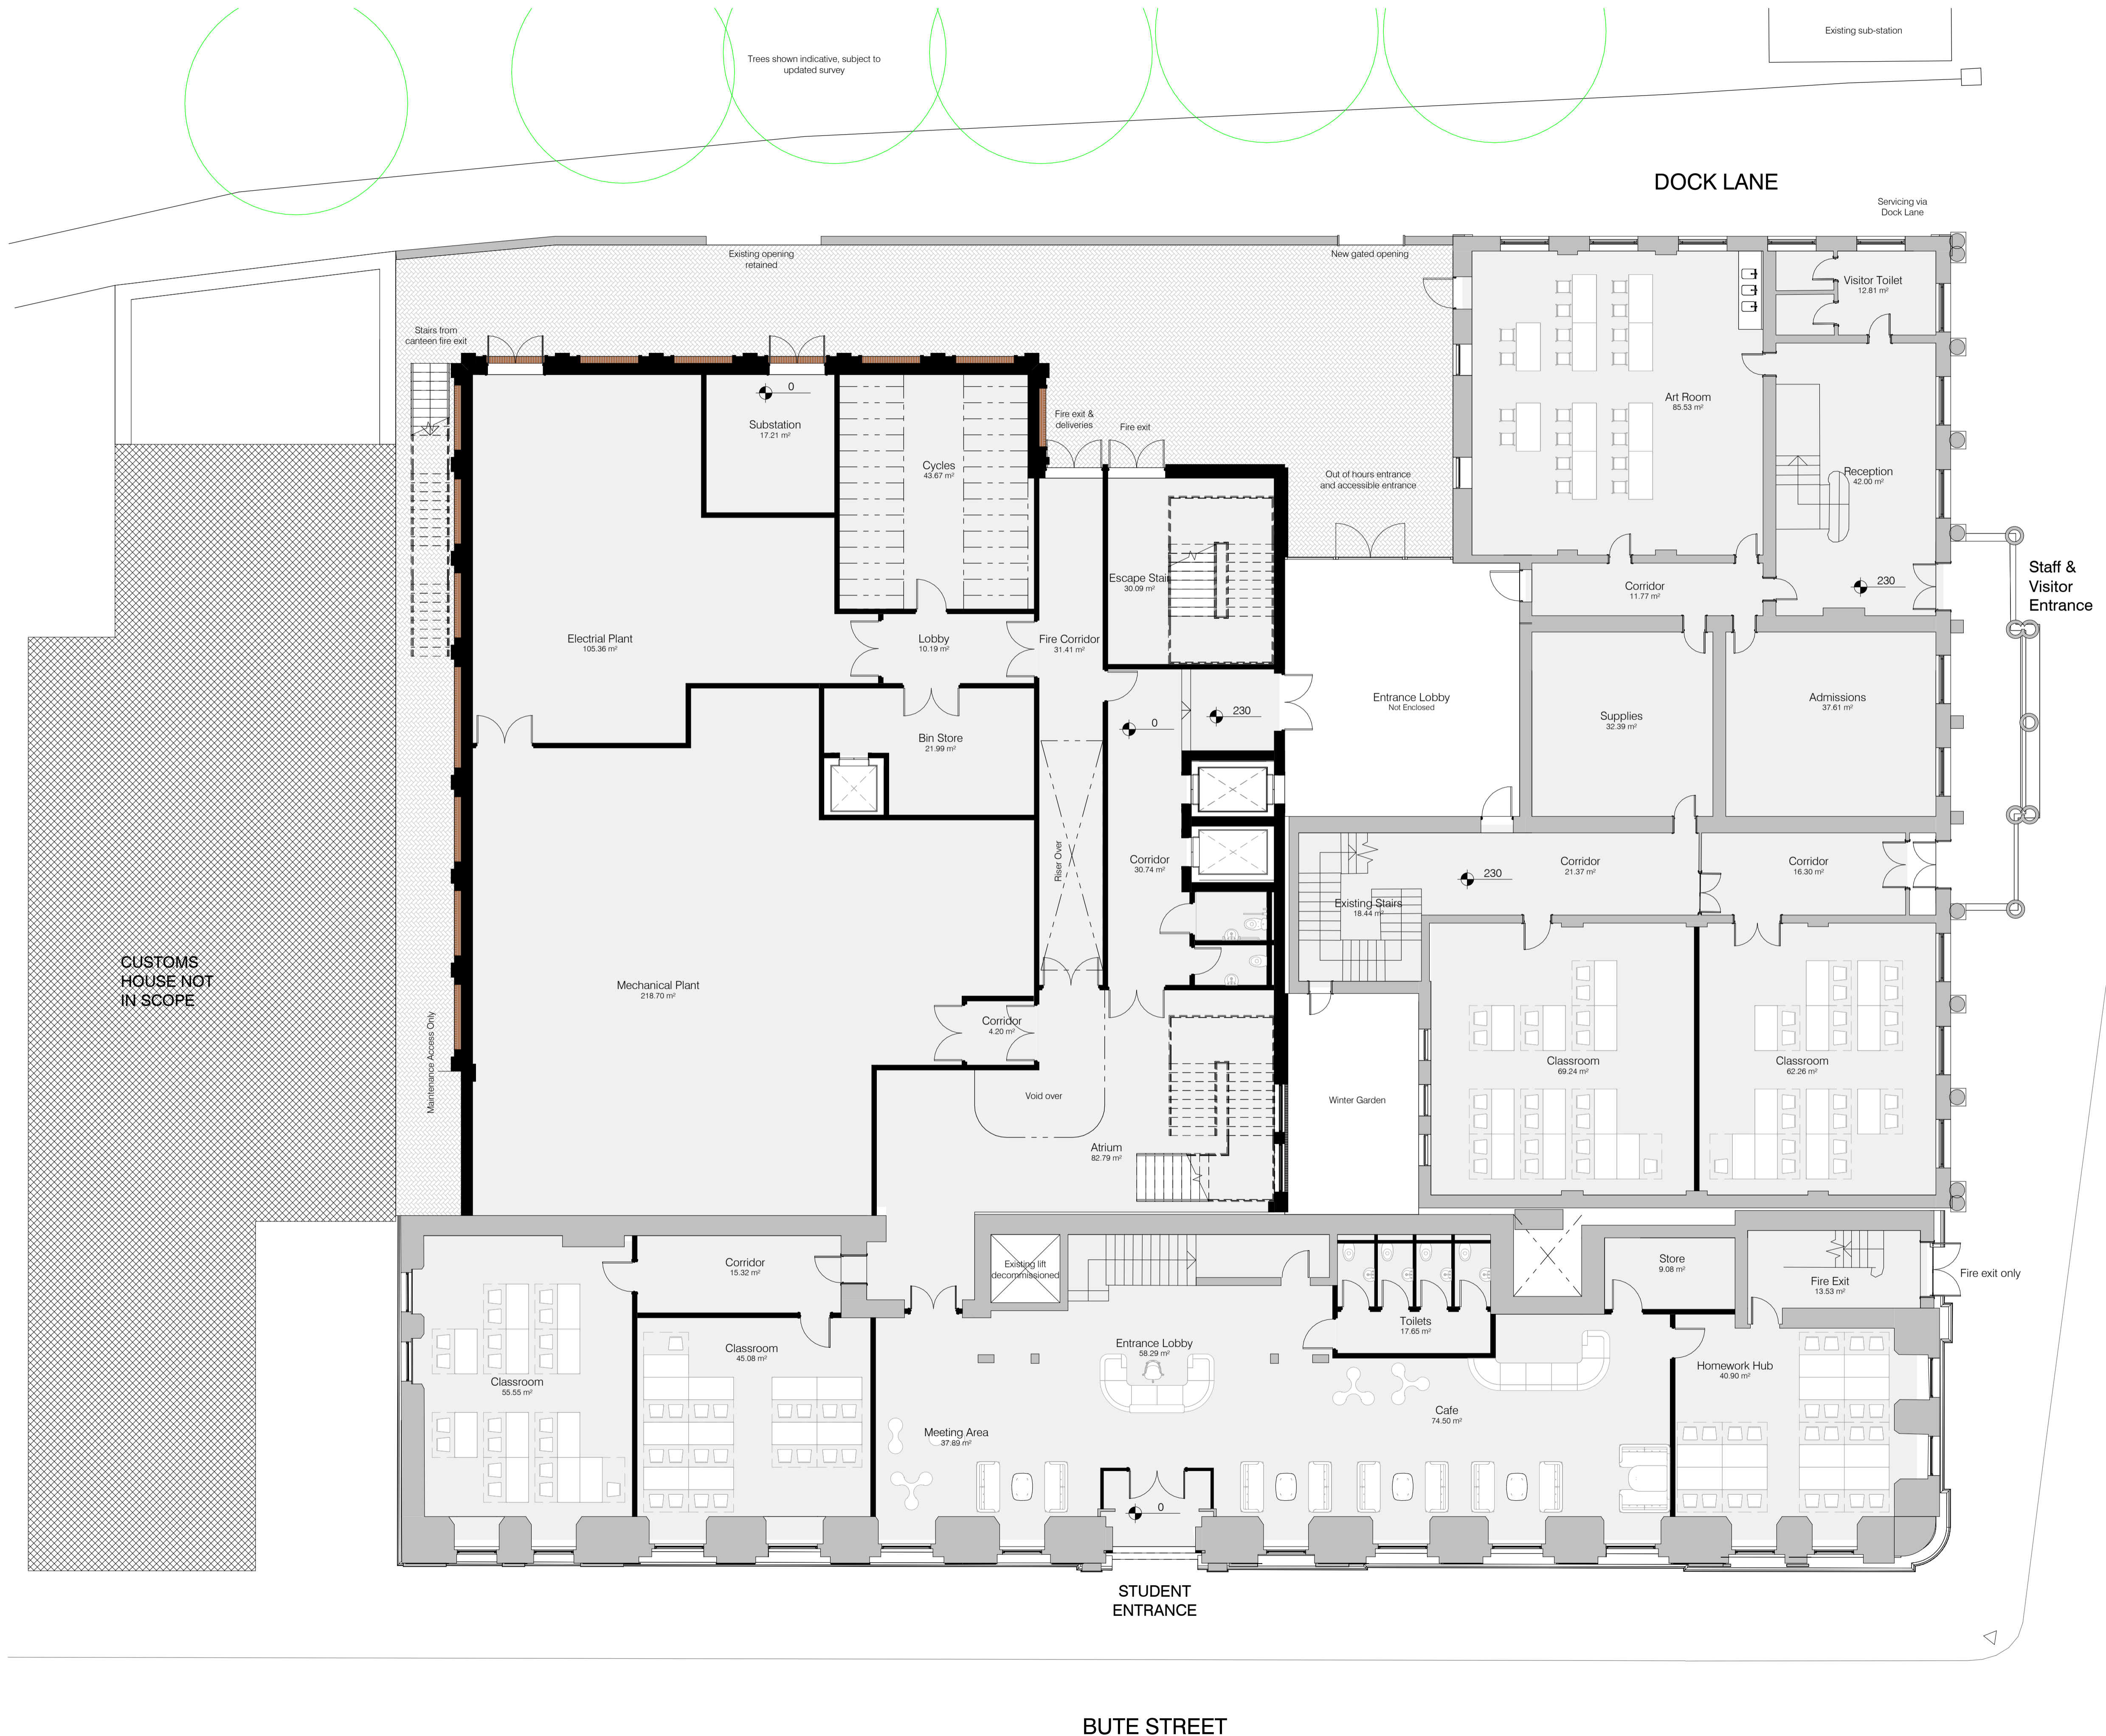 Existing sub-station
Trees shown indicative, subject to
updated survey
DOCK LANE
Servicing via
Dock Lane
Existing opening
retained
New gated opening
Stairs from
canteen fire exit
Visitor Toilet
12.81 m²
0
Substation
17.21 m²
Cycles
43.67 m²
Fire exit &
deliveries
Fire exit
Art Room
85.53 m²
Out of hours entrance
and accessible entrance
Reception
42.00 m²
Escape Stair
30.09 m²
Corridor
11.77 m²
230
Staff &
Visitor
Entrance
Electrial Plant
105.36 m²
Lobby
10.19 m²
Fire Corridor
31.41 m²
Entrance Lobby
Not Enclosed
Supplies
32.39 m²
Admissions
37.61 m²
0
230
Bin Store
21.99 m²
Riser Over
Corridor
30.74 m²
230
Corridor
21.37 m²
Corridor
16.30 m²
Existing Stairs
18.44 m²
CUSTOMS
HOUSE NOT
IN SCOPE
Mechanical Plant
218.70 m²
Corridor
4.20 m²
Maintenance Access Only
Void over
Winter Garden
Classroom
69.24 m²
Classroom
62.26 m²
Atrium
82.79 m²
Corridor
15.32 m²
Existing lift
decommissioned
Store
9.08 m²
Fire Exit
13.53 m²
Fire exit only
Toilets
17.65 m²
Classroom
45.08 m²
Entrance Lobby
58.29 m²
Homework Hub
40.90 m²
Classroom
55.55 m²
Cafe
74.50 m²
Meeting Area
37.89 m²
0
STUDENT
ENTRANCE
BUTE STREET